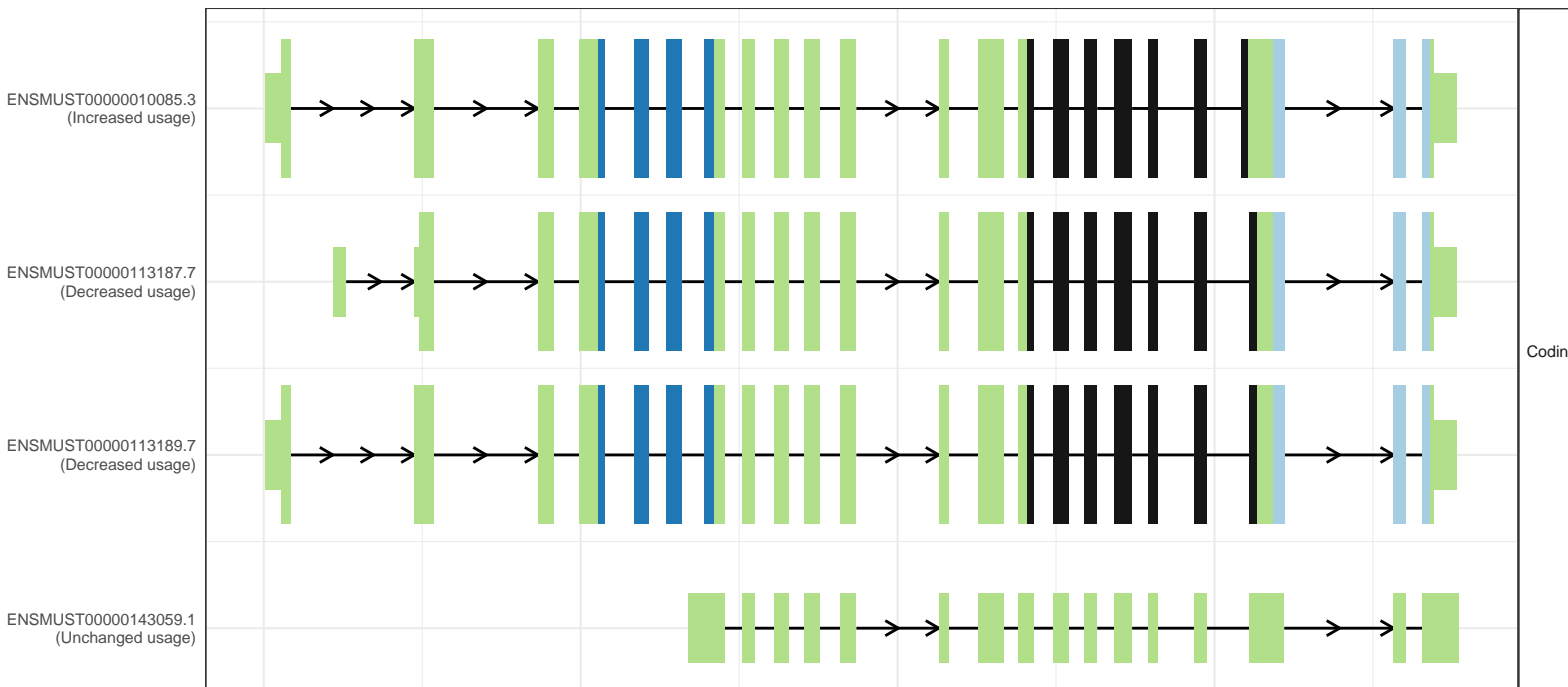 ENSMUST00000010085.3
(Increased usage)
ENSMUST00000113187.7
(Decreased usage)
Codin
ENSMUST00000113189.7
(Decreased usage)
ENSMUST00000143059.1
(Unchanged usage)